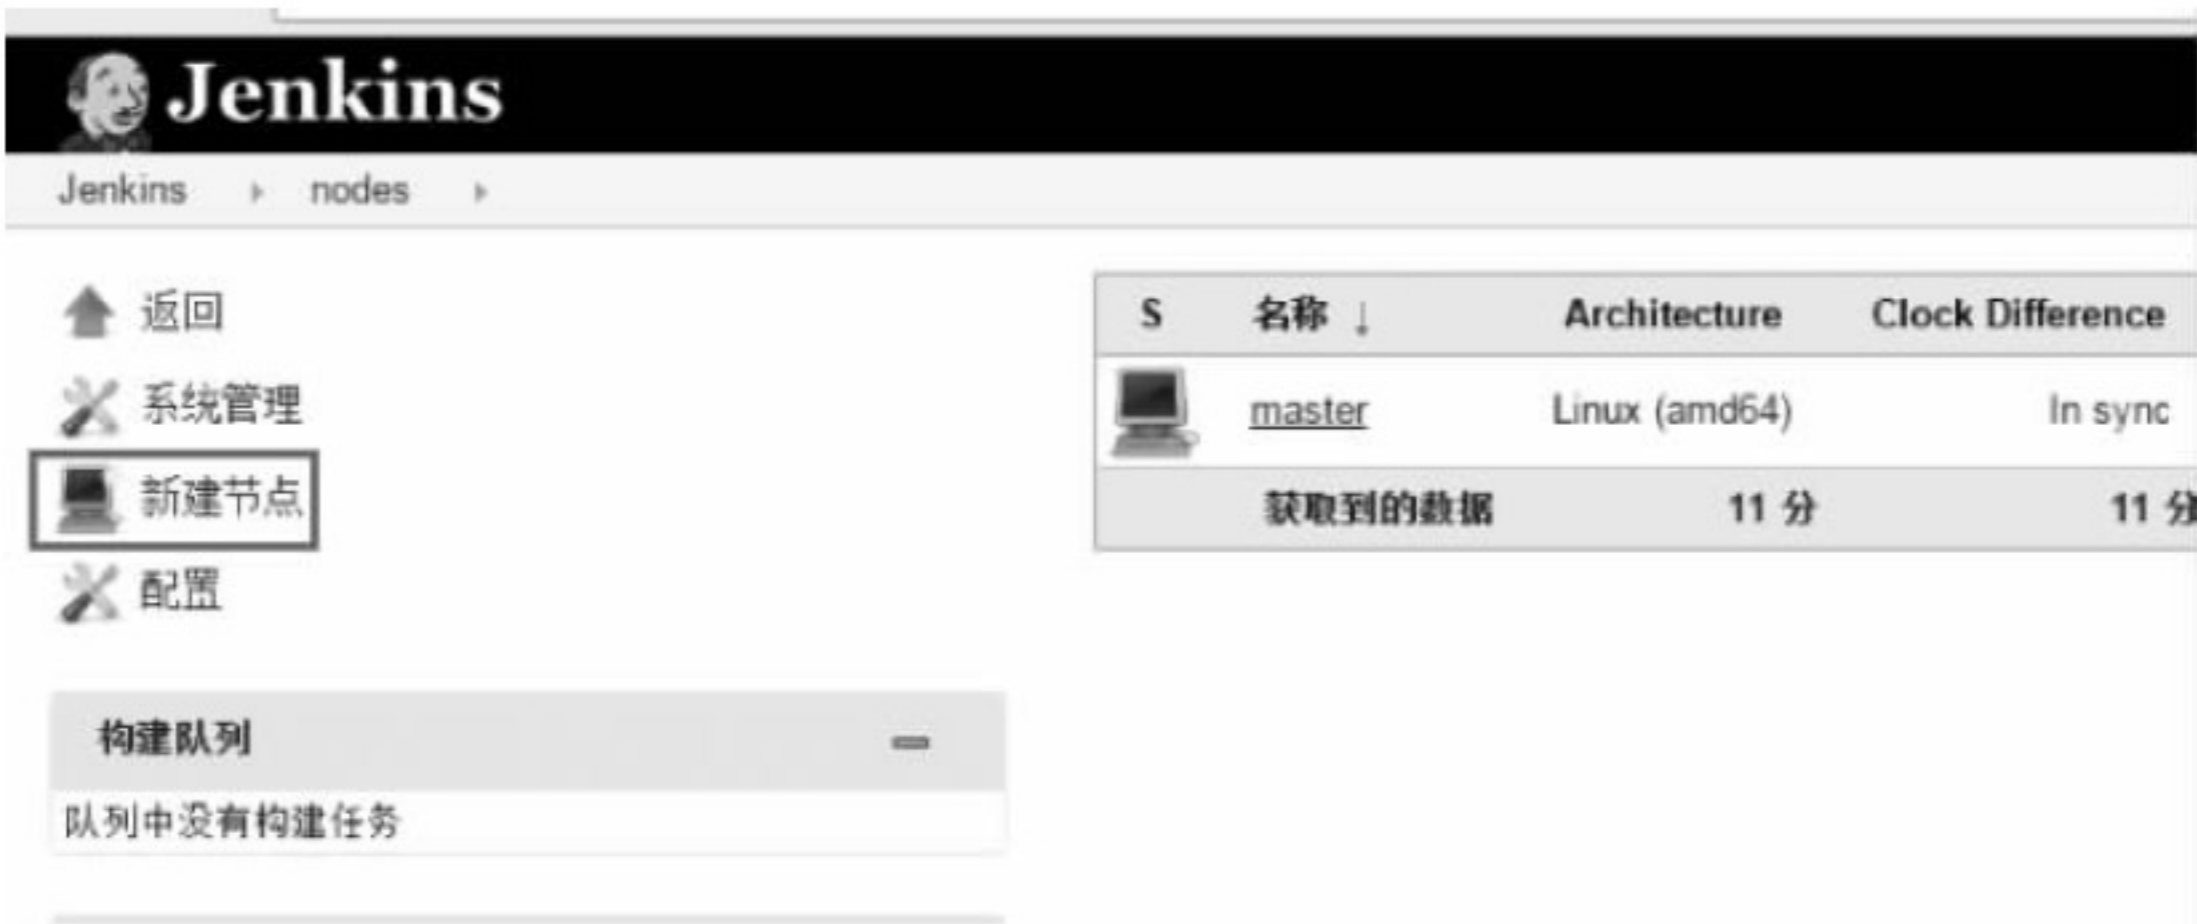 Jenkins
Jenkins nodes
返回
系统管理
新建节点
配置
构建队列
队列中没有构建任务
S 名称 ↓ Architecture Clock Difference
master Linux (amd64) In sync
获取到的数据 11 分 11 分